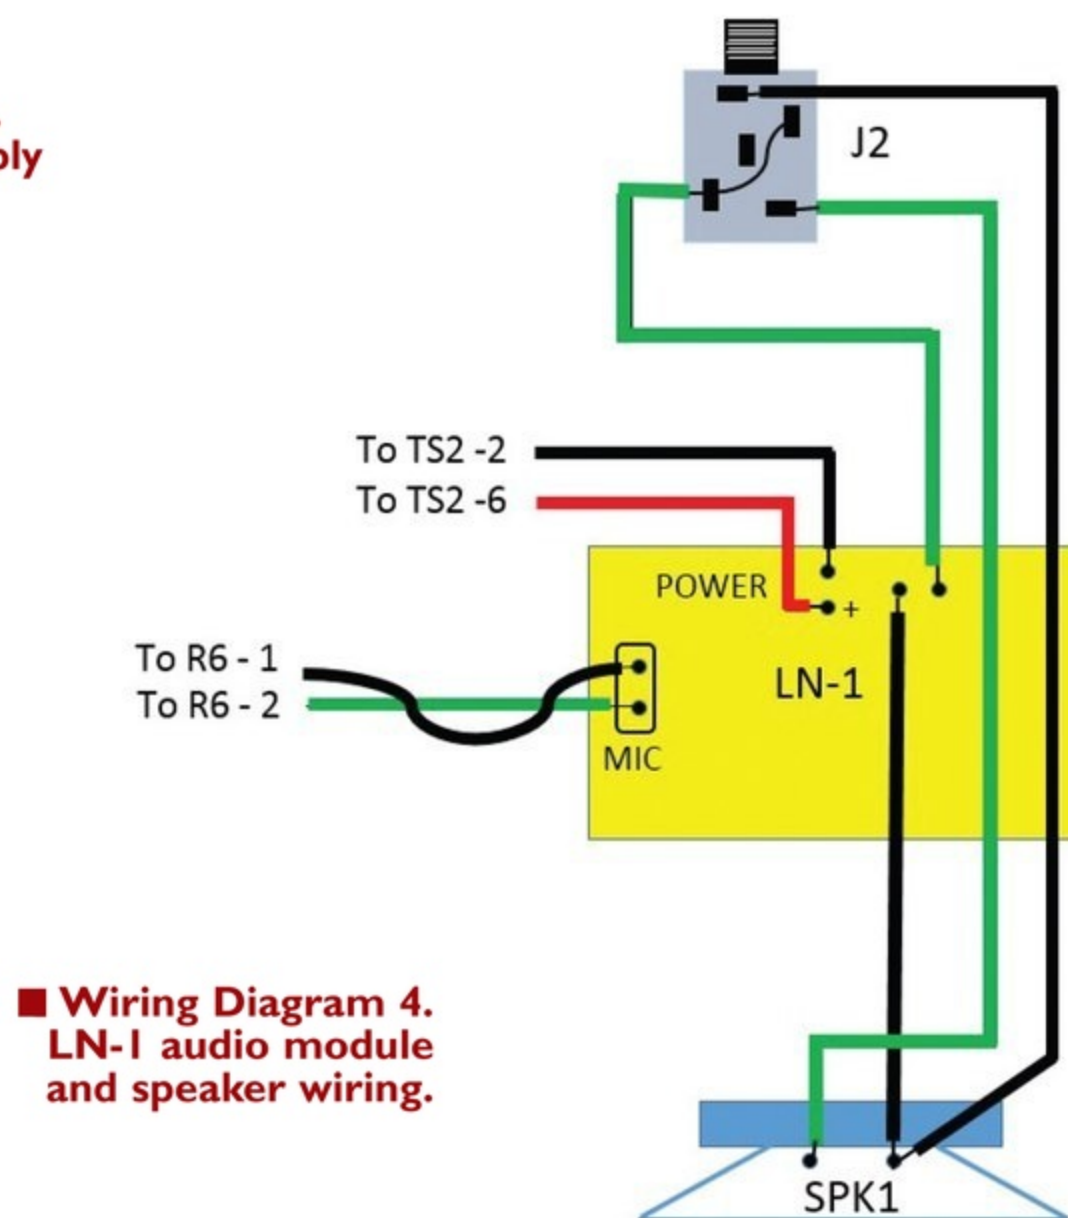 J2
To TS2 -2
To TS2 -6
POWER
+
To R6 - 1
To R6 - 2
LN-1
MIC
■ Wiring Diagram 4.
LN-1 audio module
and speaker wiring.
SPK1